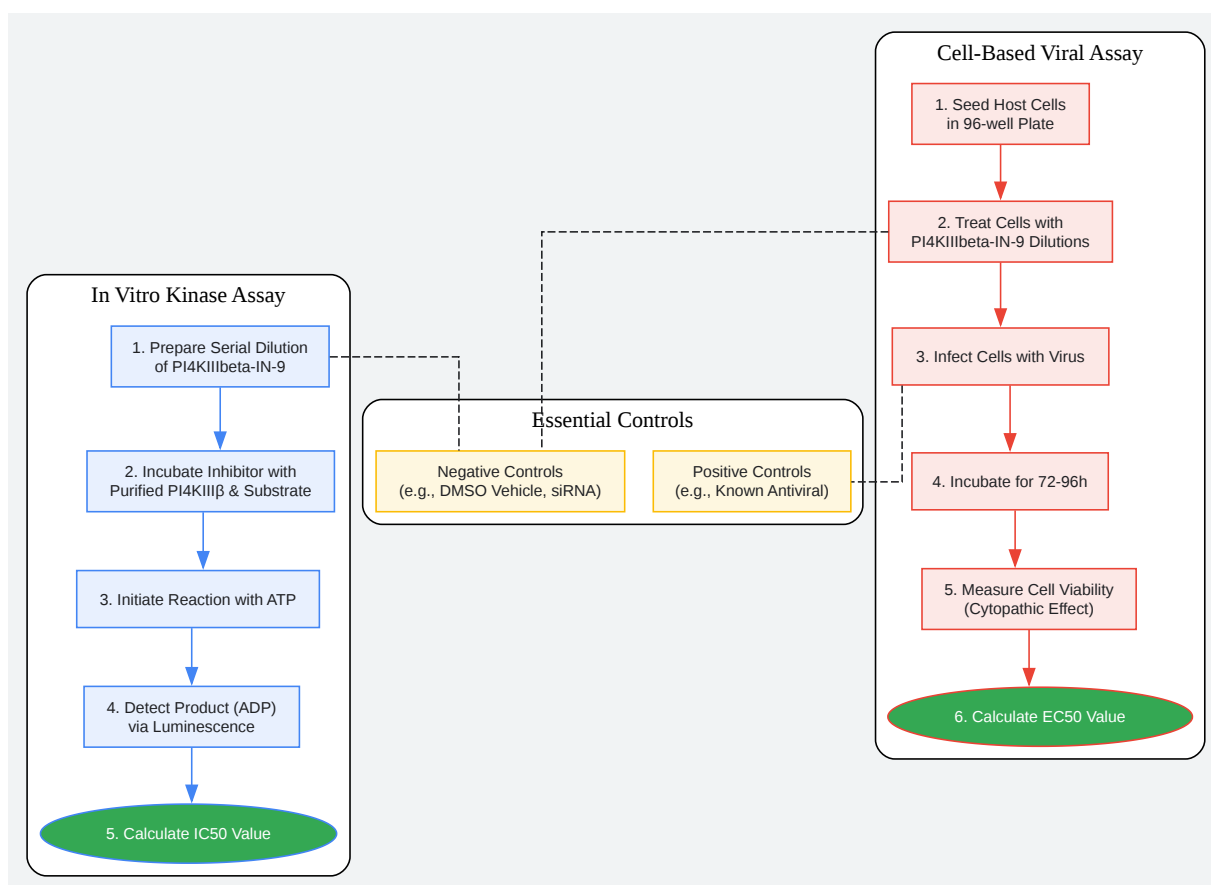 In Vitro Kinase Assay
1. Prepare Serial Dilution
of PI4KIIIbeta-IN-9
2. Incubate Inhibitor with
Purified PI4KIIIβ & Substrate
3. Initiate Reaction with ATP
4. Detect Product (ADP)
via Luminescence
5. Calculate IC50 Value
Essential Controls
Negative Controls
(e.g., DMSO Vehicle, siRNA)
Positive Controls
(e.g., Known Antiviral)
Cell-Based Viral Assay
1. Seed Host Cells
in 96-well Plate
2. Treat Cells with
PI4KIIIbeta-IN-9 Dilutions
3. Infect Cells with Virus
4. Incubate for 72-96h
5. Measure Cell Viability
(Cytopathic Effect)
6. Calculate EC50 Value